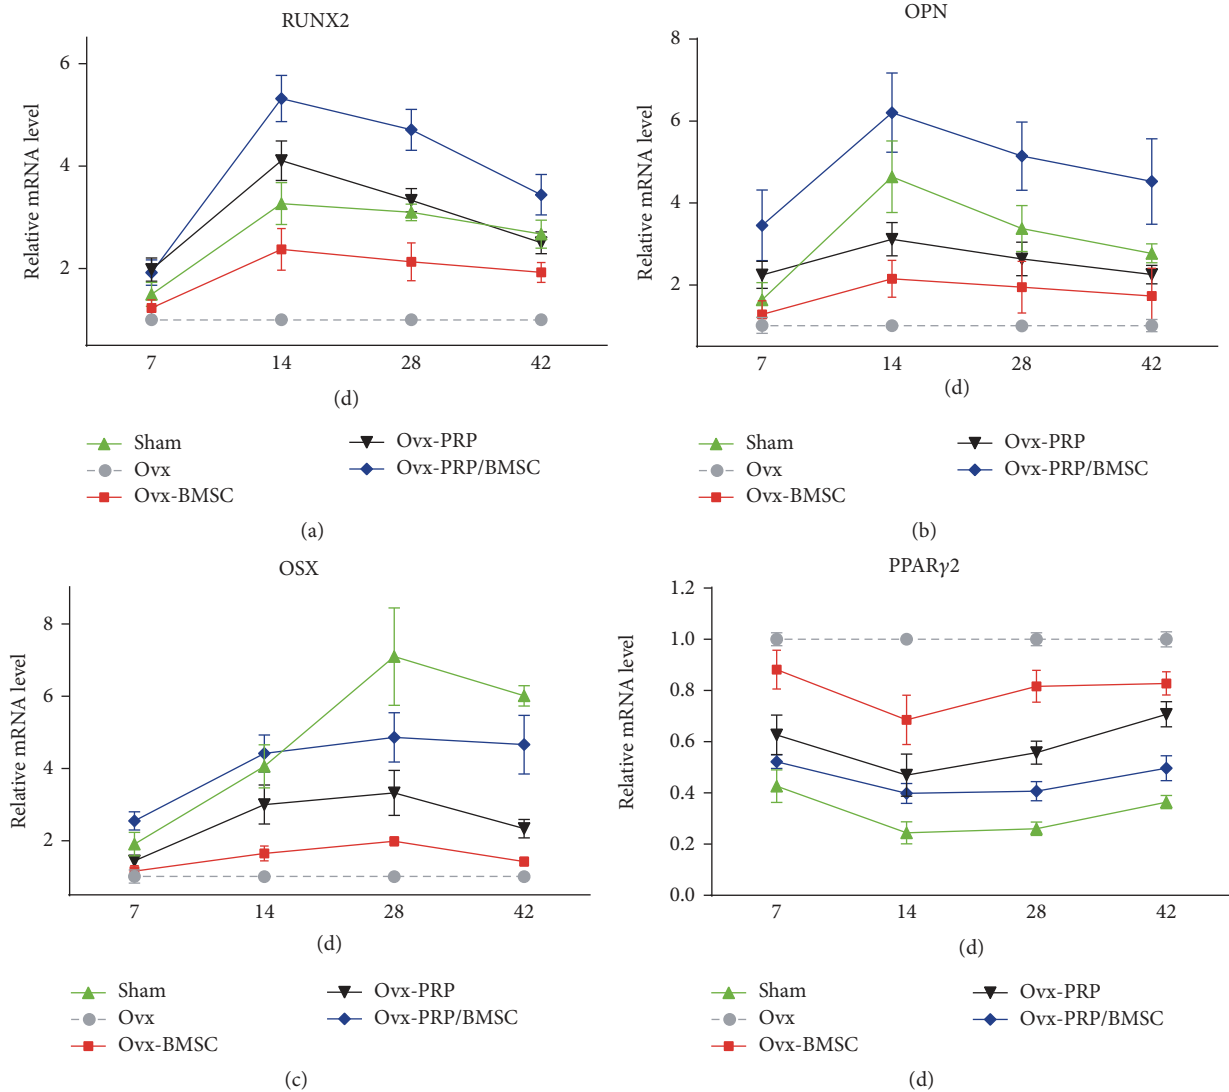 RUNX2
Relative mRNA level
6
4
2
7 14 28 42
(d)
Sham
Ovx
Ovx-BMSC
Ovx-PRP
Ovx-PRP/BMSC
(a)
OPN
Relative mRNA level
8
6
4
2
7 14 28 42
(d)
Sham
Ovx
Ovx-BMSC
Ovx-PRP
Ovx-PRP/BMSC
(b)
OSX
Relative mRNA level
8
6
4
2
7 14 28 42
(d)
Sham
Ovx
Ovx-BMSC
Ovx-PRP
Ovx-PRP/BMSC
(c)
PPARγ2
Relative mRNA level
1.2
1.0
0.8
0.6
0.4
0.2
0.0
7 14 28 42
(d)
Sham
Ovx
Ovx-BMSC
Ovx-PRP
Ovx-PRP/BMSC
(d)